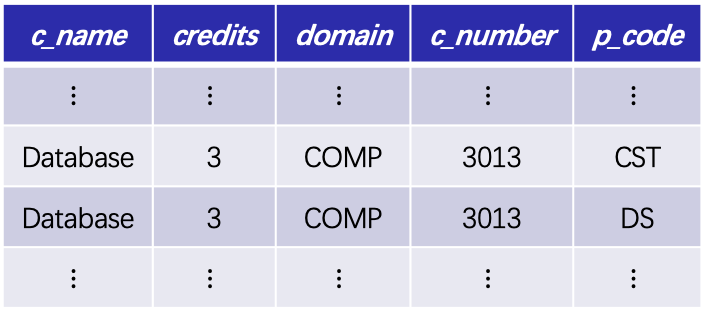 c_name credits domain c_number p_code
⋮ ⋮ ⋮ ⋮ ⋮
Database 3 COMP 3013 CST
Database 3 COMP 3013 DS
⋮ ⋮ ⋮ ⋮ ⋮